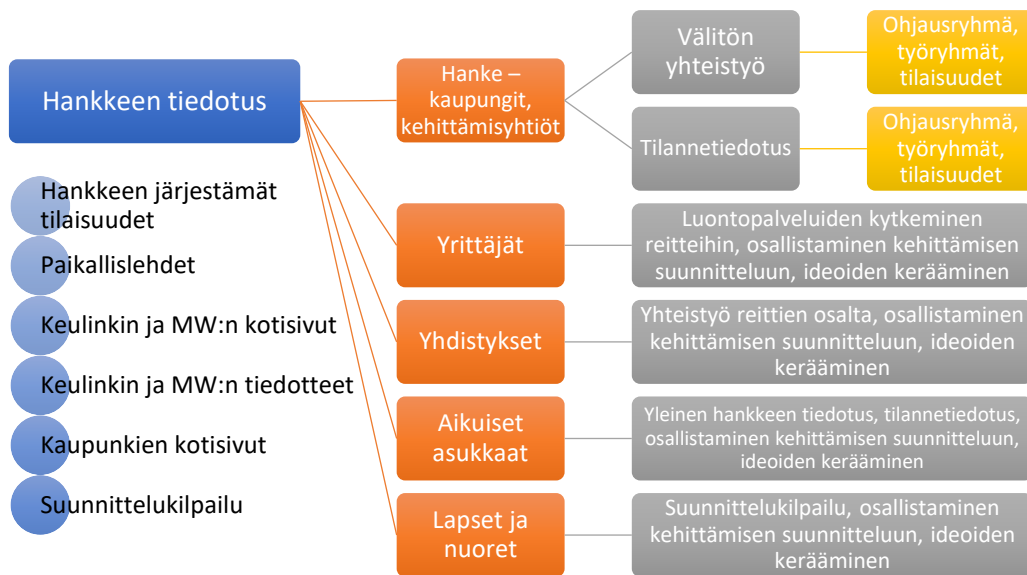 Hankkeen tiedotus
Hankkeen järjestämät
tilaisuudet
Paikallislehdet
Keulinkin ja MW:n kotisivut
Keulinkin ja MW:n tiedotteet
Kaupunkien kotisivut
Suunnittelukilpailu
Hanke –
kaupungit,
kehittämisyhtiöt
Välitön
yhteistyö
Ohjausryhmä,
työryhmät,
tilaisuudet
Tilannetiedotus
Ohjausryhmä,
työryhmät,
tilaisuudet
Yrittäjät
Luontopalveluiden kytkeminen
reitteihin, osallistaminen kehittämisen
suunnitteluun, ideoiden kerääminen
Yhdistykset
Yhteistyö reittien osalta, osallistaminen
kehittämisen suunnitteluun, ideoiden
kerääminen
Aikuiset
asukkaat
Yleinen hankkeen tiedotus, tilannetiedotus,
osallistaminen kehittämisen suunnitteluun,
ideoiden kerääminen
Lapset ja
nuoret
Suunnittelukilpailu, osallistaminen
kehittämisen suunnitteluun, ideoiden
kerääminen